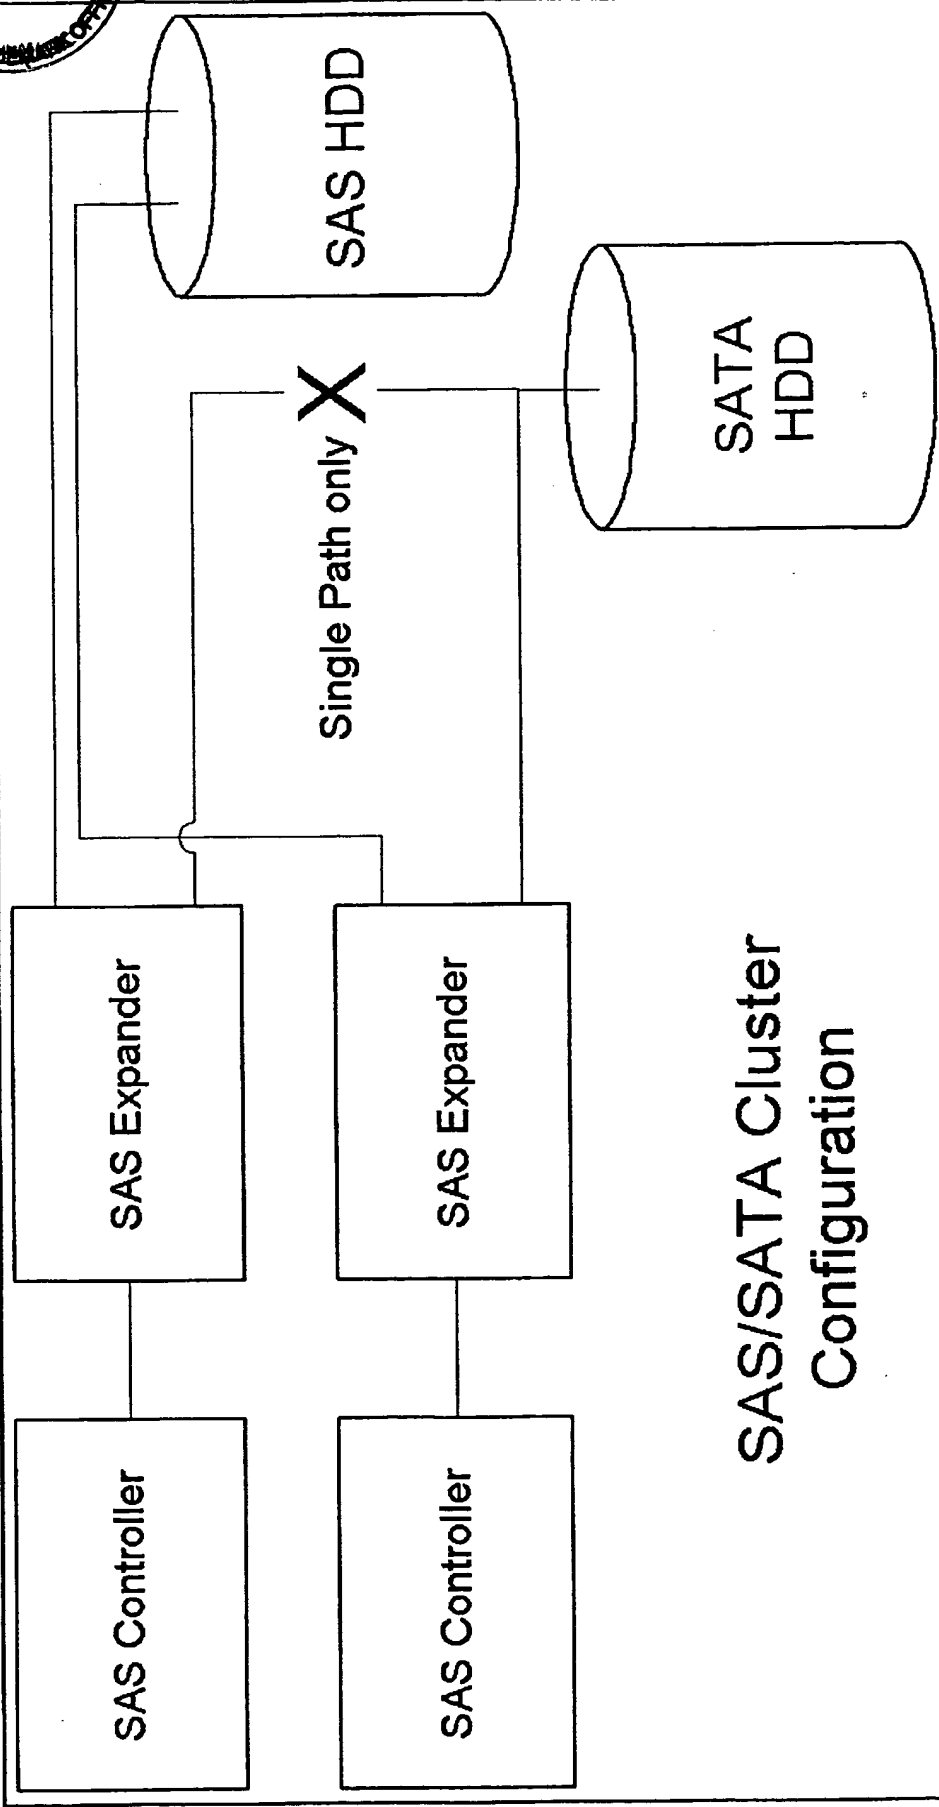 SAS Controller
SAS Expander
SAS HDD
Single Path only
SAS Controller
SAS Expander
SATA
HDD
SAS/SATA Cluster
Configuration